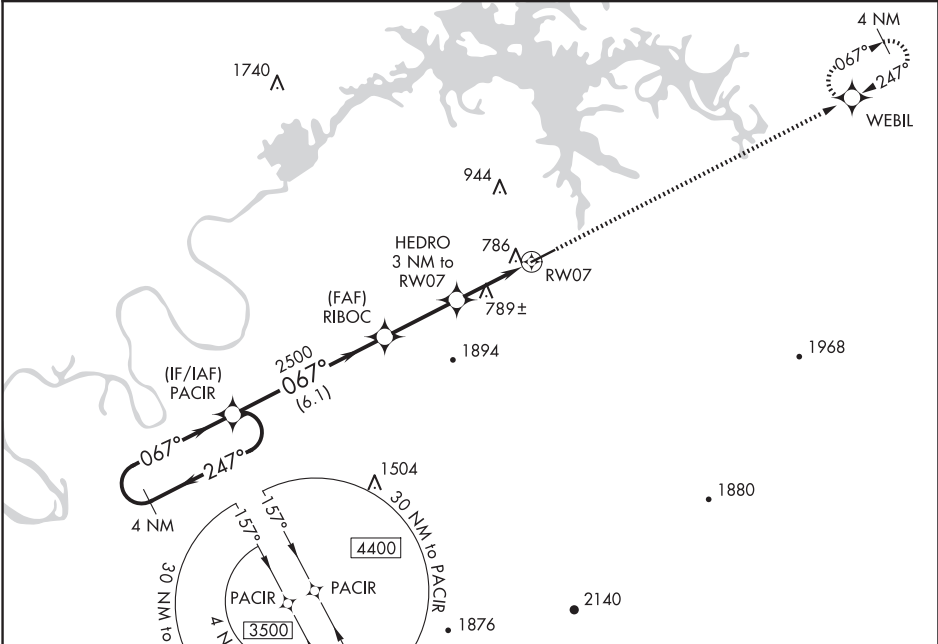 4 NM
067°
247°
WEBIL
1740
944
HEDRO
3 NM to
RW07
786
RW07
789±
(FAF)
RIBOC
1894
1968
2500
067°
(6.1)
(IF/IAF)
PACIR
067°
247°
4 NM
1504
1880
157°
157°
30 NM to PACIR
4400
30 NM to
PACIR
PACIR
4 N
3500
2140
1876